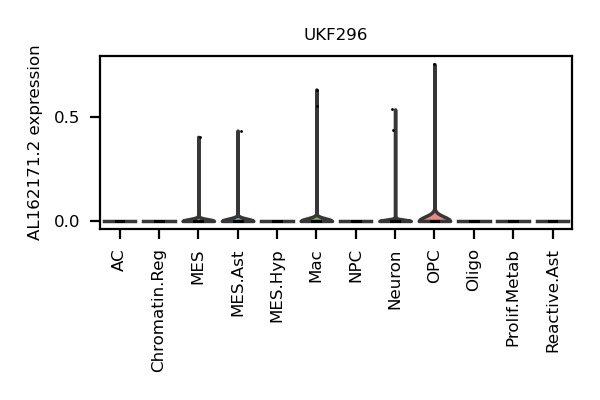 UKF296
AL162171.2 expression
0.5
0.0
AC
Chromatin.Reg
MES
MES.Ast
MES.Hyp
Mac
NPC
Neuron
OPC
Oligo
Prolif.Metab
Reactive.Ast